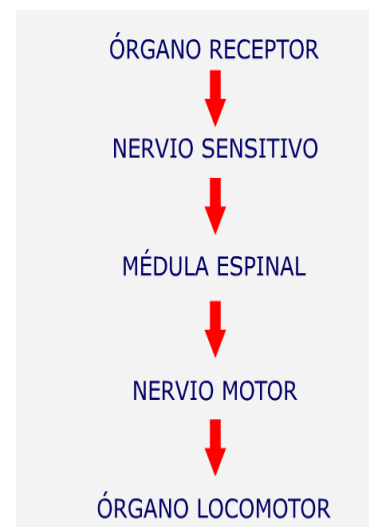 ÓRGANO RECEPTOR
NERVIO SENSITIVO
MÉDULA ESPINAL
NERVIO MOTOR
ÓRGANO LOCOMOTOR